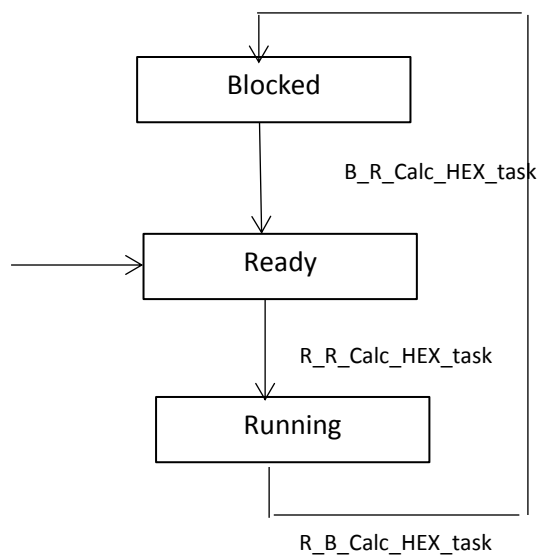 Blocked
B_R_Calc_HEX_task
Ready
R_R_Calc_HEX_task
Running
R_B_Calc_HEX_task